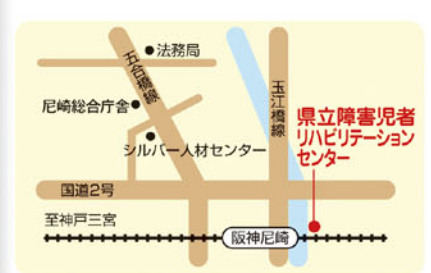 法務局
五合橋線
玉江橋線
尼崎総合庁舎
県立障害児者
リハビリテーション
センター
シルバー人材センター
国道2号
至神戸三宮
阪神尼崎